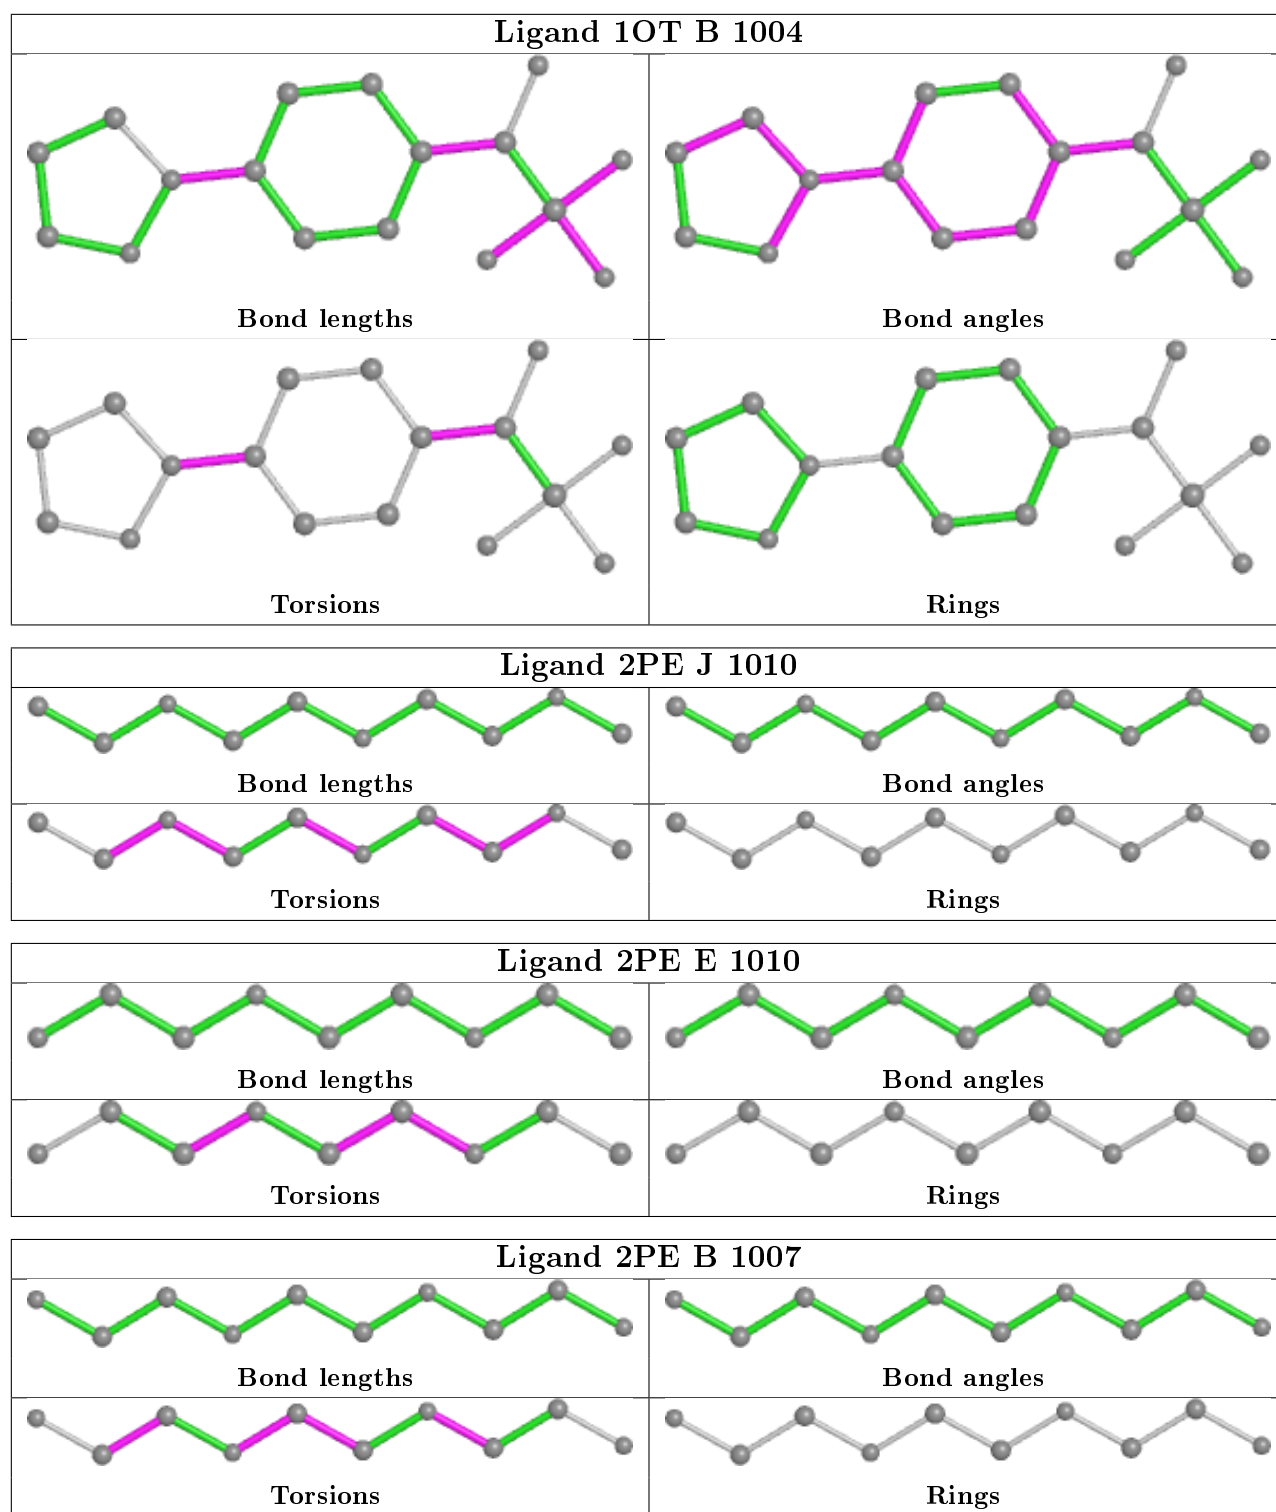 Ligand 1OT B 1004
Bond lengths Bond angles
Torsions Rings
Ligand 2PE J 1010
Bond lengths Bond angles
Torsions Rings
Ligand 2PE E 1010
Bond lengths Bond angles
Torsions Rings
Ligand 2PE B 1007
Bond lengths Bond angles
Torsions Rings